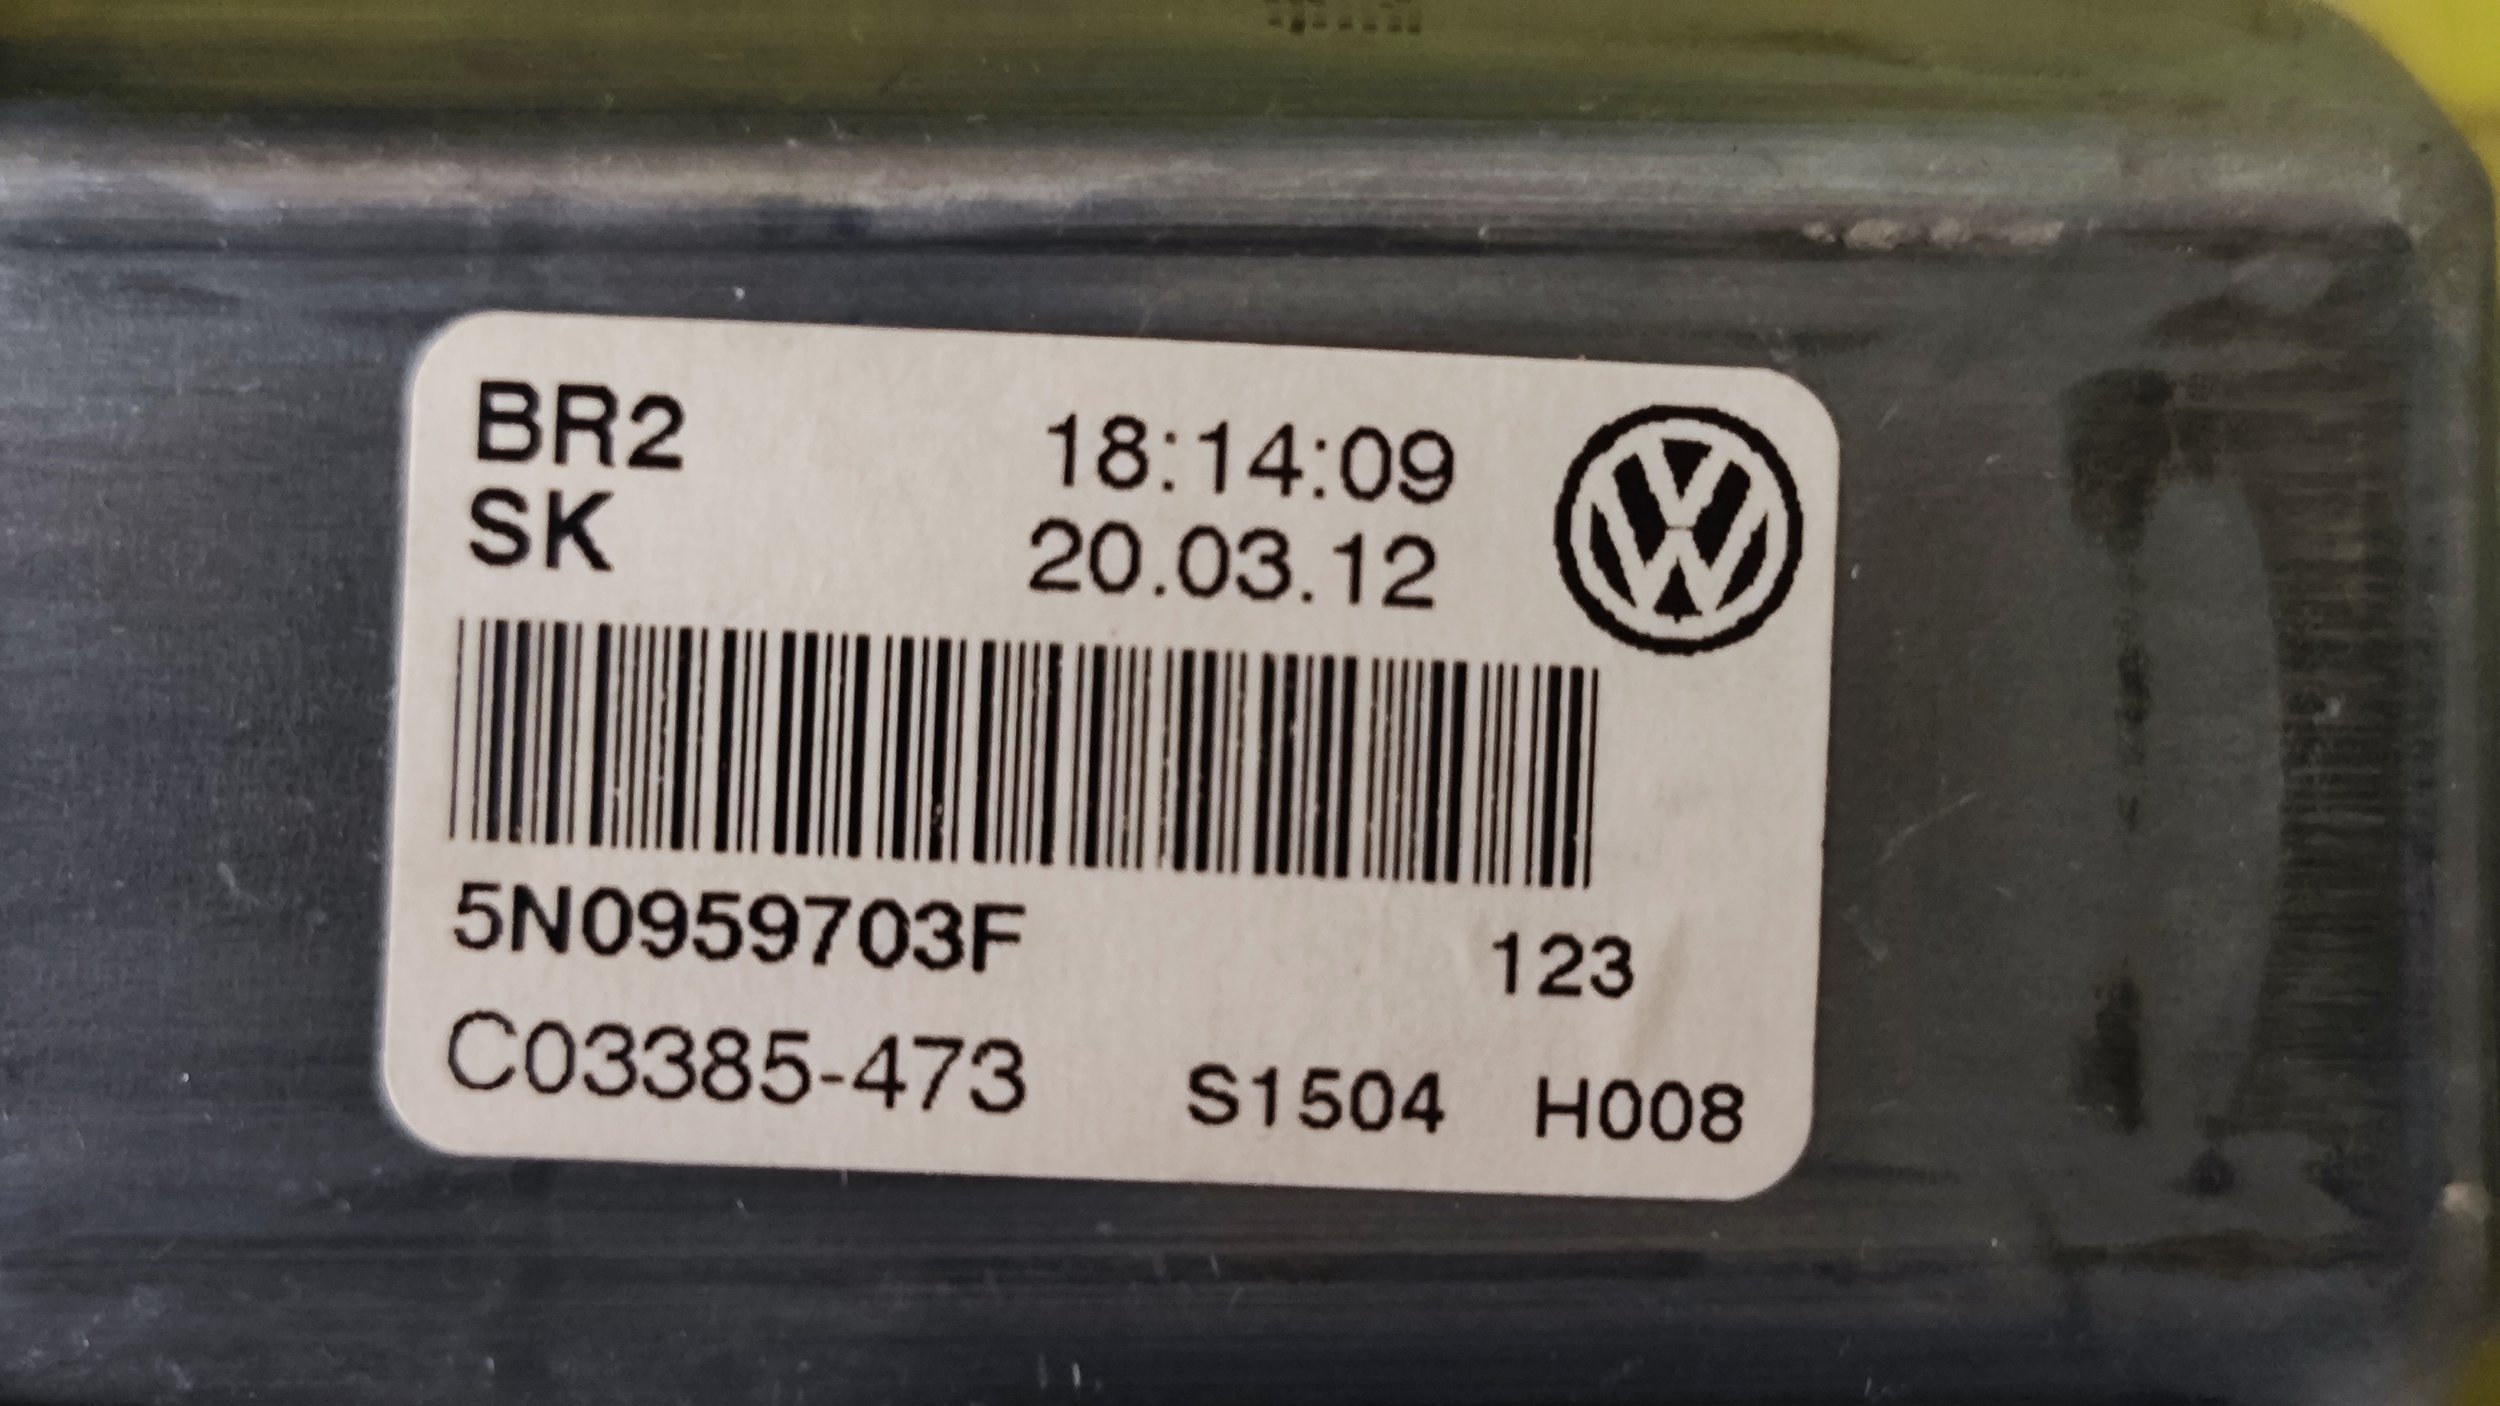 BR2 18:14:09
SK 20.03.12
5N0959703F 123
C03385-473 S1504 H008